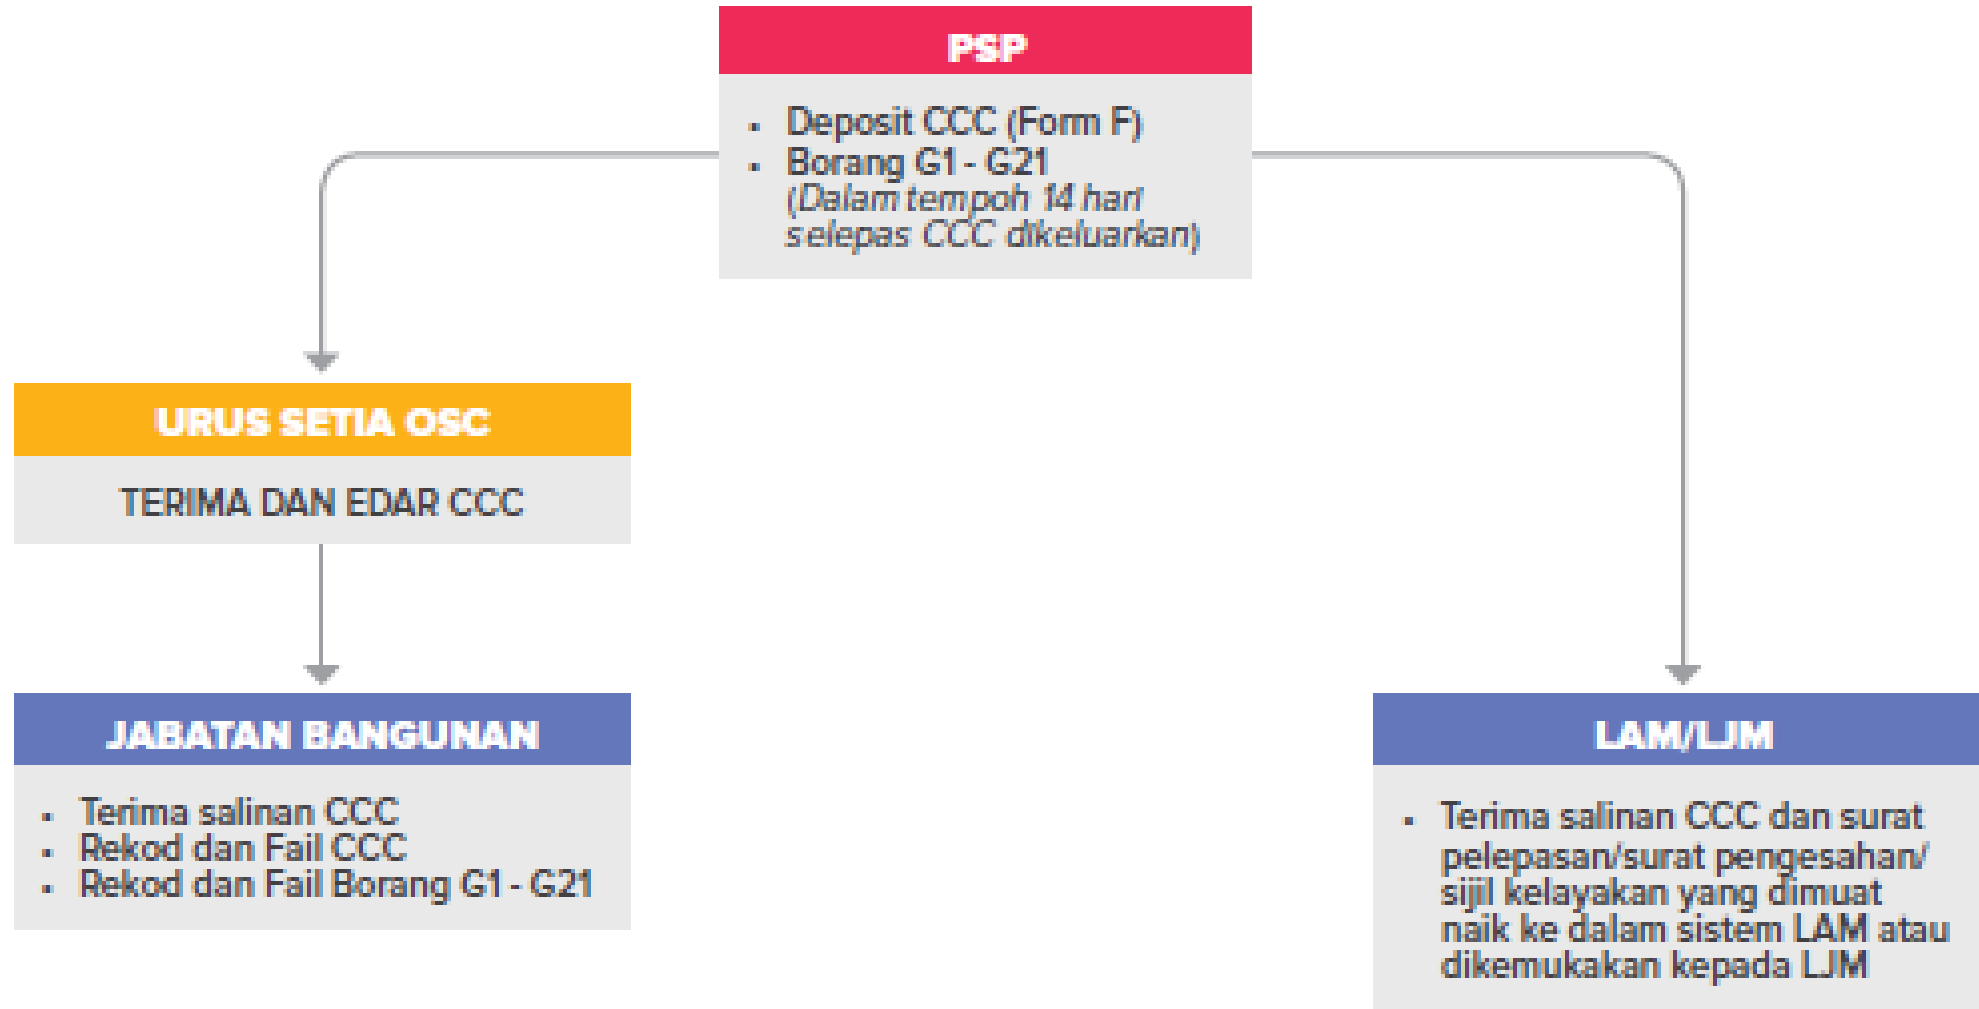 PSP
• Deposit CCC (Form F)
• Borang G1 - G21
(Dalam tempoh 14 hari
selepas CCC dikeluarkan)
URUS SETIA OSC
TERIMA DAN EDAR CCC
JABATAN BANGUNAN
• Terima salinan CCC
• Rekod dan Fail CCC
• Rekod dan Fail Borang G1 - G21
LAM/LJM
• Terima salinan CCC dan surat
pelepasan/surat pengesahan/
sijil kelayakan yang dimuat
naik ke dalam sistem LAM atau
dikemukakan kepada LJM